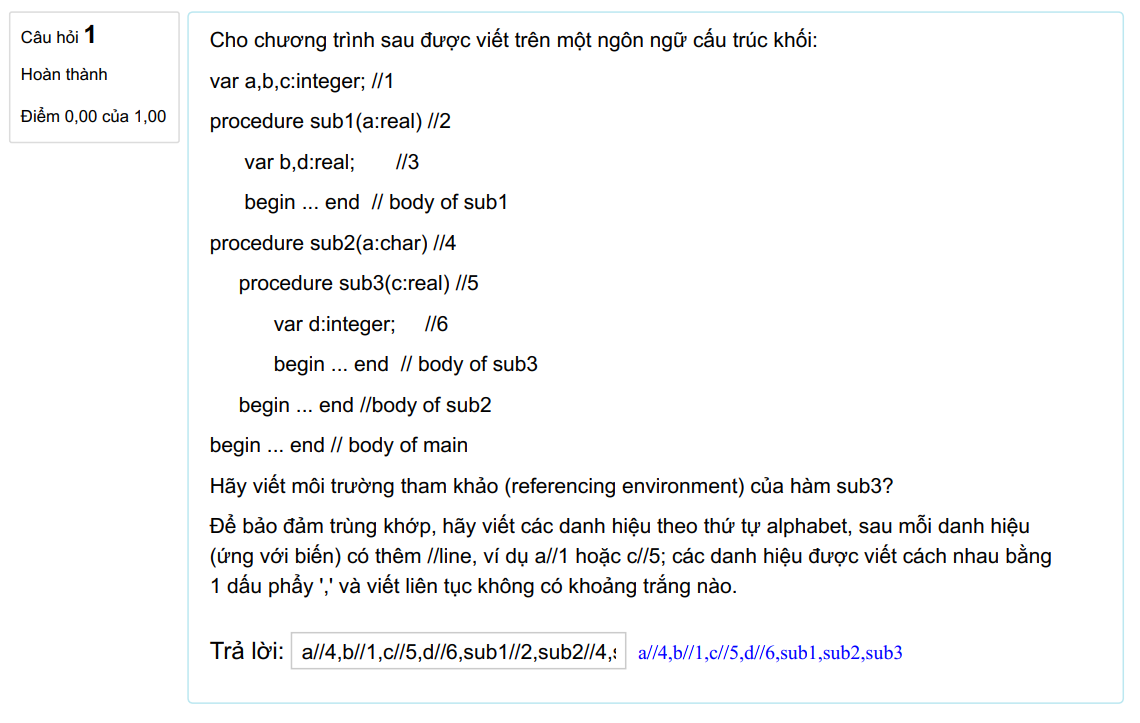 Câu hỏi 1
Hoàn thành
Điểm 0,00 của 1,00
Cho chương trình sau được viết trên một ngôn ngữ cấu trúc khối:
var a,b,c:integer; //1
procedure sub1(a:real) //2
var b,d:real; //3
begin ... end // body of sub1
procedure sub2(a:char) //4
procedure sub3(c:real) //5
var d:integer; //6
begin ... end // body of sub3
begin ... end //body of sub2
begin ... end // body of main
Hãy viết môi trường tham khảo (referencing environment) của hàm sub3?
Để bảo đảm trùng khớp, hãy viết các danh hiệu theo thứ tự alphabet, sau mỗi danh hiệu
(ứng với biến) có thêm //line, ví dụ a//1 hoặc c//5; các danh hiệu được viết cách nhau bằng
1 dấu phẩy ',' và viết liên tục không có khoảng trắng nào.
Trả lời: a//4,b//1,c//5,d//6,sub1//2,sub2//4, a//4,b//1,c//5,d//6,sub1,sub2,sub3